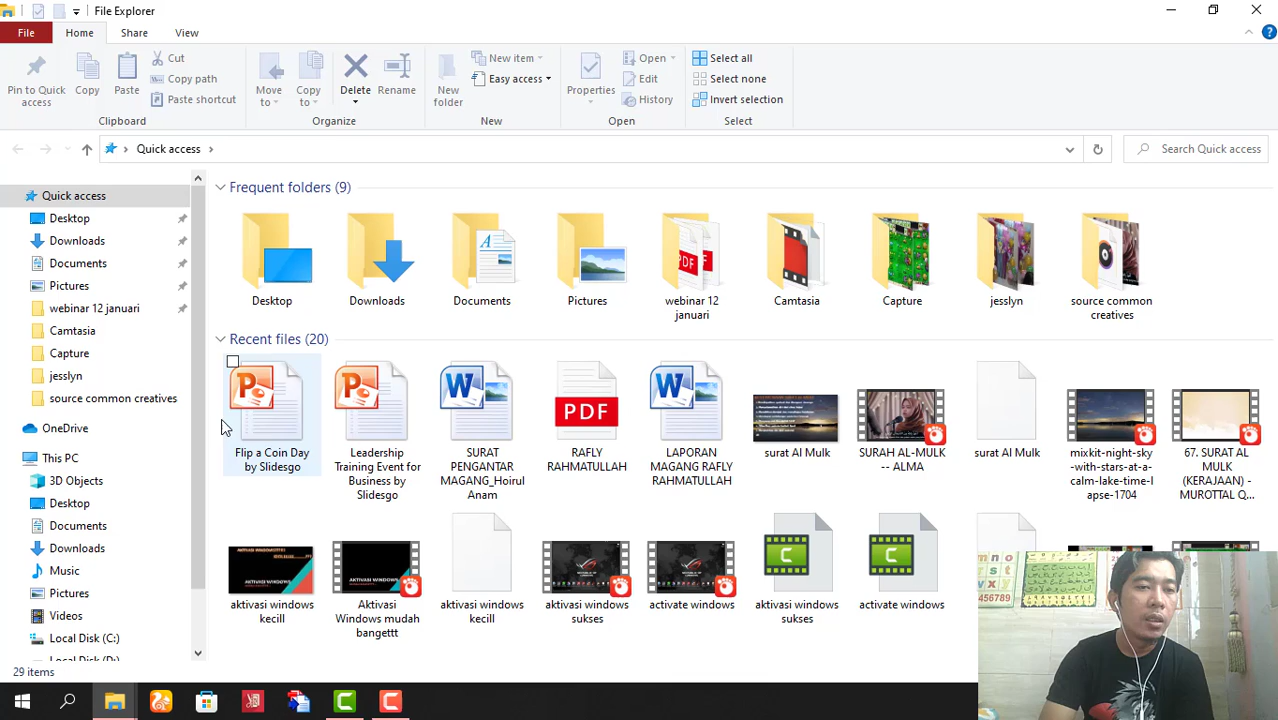 File Explorer
File
Home
Share
View
Pin to Quick
access
Copy
Paste
Cut
Copy path
Paste shortcut
Clipboard
Move
to
Copy
to
Delete
Rename
Organize
New
folder
New item
Easy access
New
Properties
Open
Edit
History
Open
Select all
Select none
Invert selection
Select
Quick access
Search Quick access
Quick access
Desktop
Downloads
Documents
Pictures
webinar 12 januari
Camtasia
Capture
jesslyn
source common creatives
OneDrive
This PC
3D Objects
Desktop
Documents
Downloads
Music
Pictures
Videos
Local Disk (C:)
Local Disk (D:)
Frequent folders (9)
Desktop
Downloads
Documents
Pictures
webinar 12
januari
Camtasia
Capture
jesslyn
source common
creatives
Recent files (20)
Flip a Coin Day
by Slidesgo
Leadership
Training Event for
Business by
Slidesgo
SURAT
PENGANTAR
MAGANG_Hoirul
Anam
PDF
RAFLY
RAHMATULLAH
LAPORAN
MAGANG RAFLY
RAHMATULLAH
surat Al Mulk
SURAH AL-MULK
-- ALMA
surat Al Mulk
mixkit-night-sky
-with-stars-at-a-
calm-lake-time-l
apse-1704
67. SURAT AL
MULK
(KERAJAAN) -
MUROTTAL Q...
aktivasi windows
kecill
Aktivasi
Windows mudah
bangettt
aktivasi windows
kecill
aktivasi windows
sukses
activate windows
aktivasi windows
sukses
activate windows
29 items